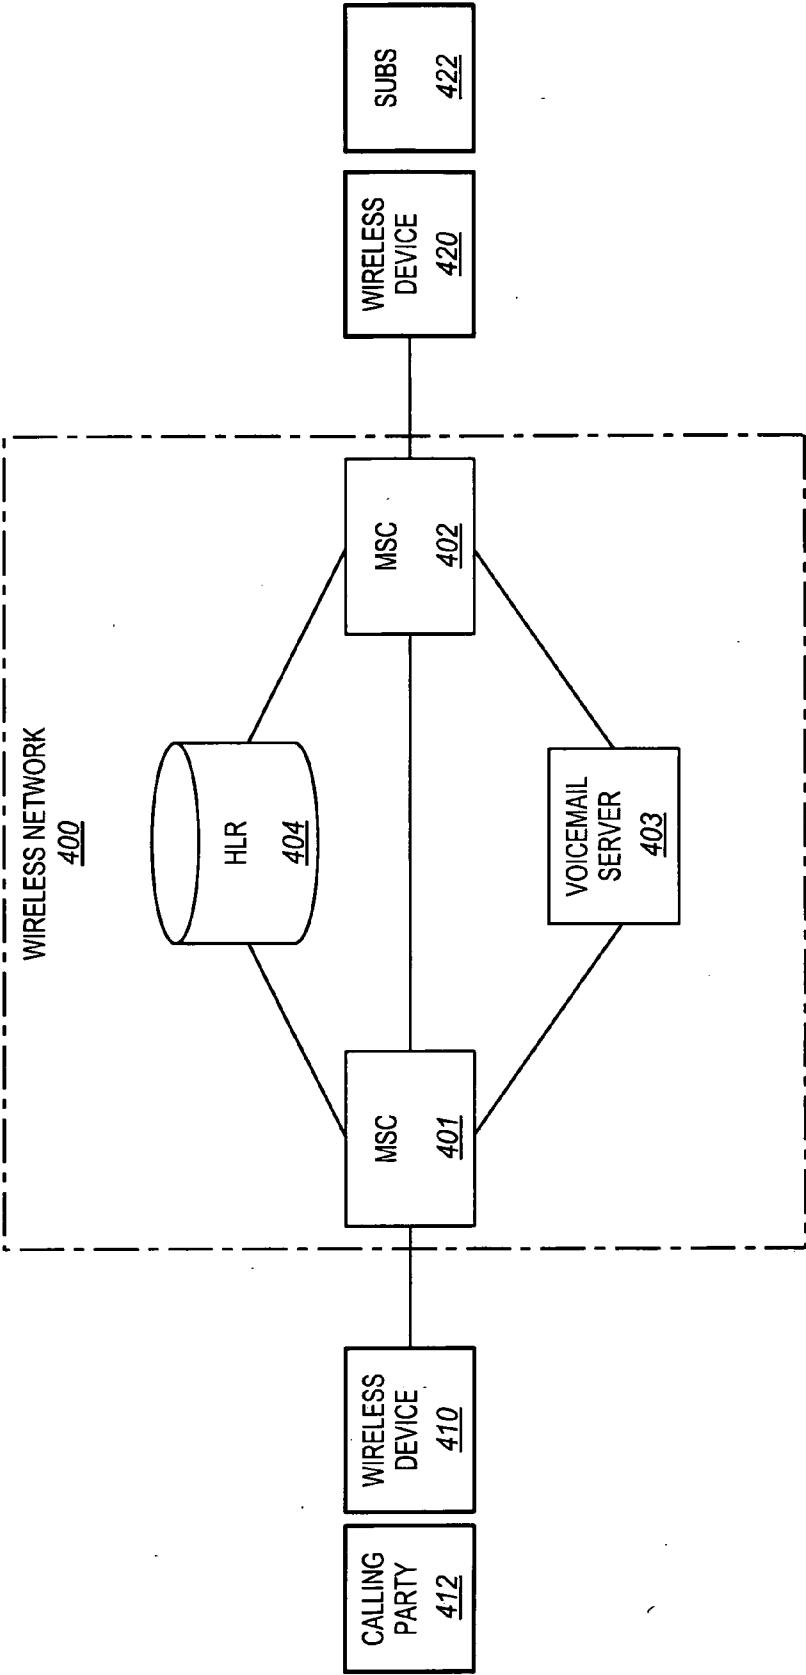 WIRELESS NETWORK
400
HLR
404
CALLING
PARTY
412
WIRELESS
DEVICE
410
MSC
401
MSC
402
WIRELESS
DEVICE
420
SUBS
422
VOICEMAIL
SERVER
403